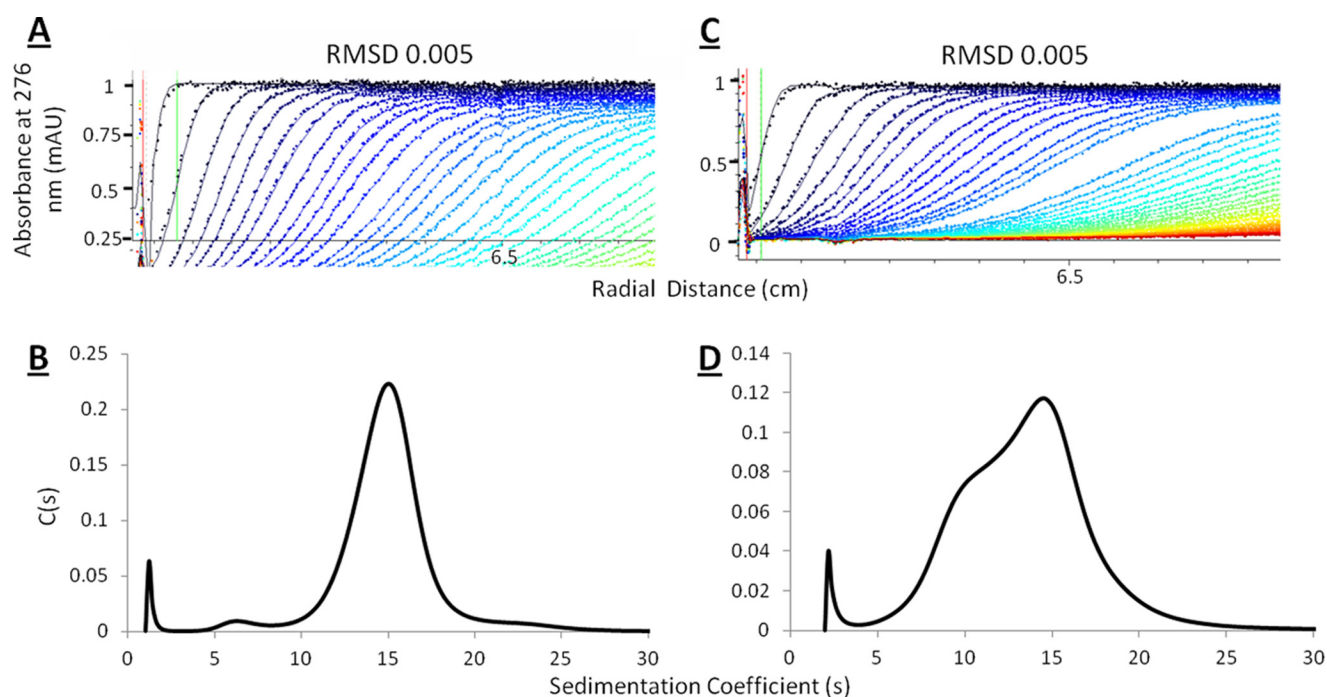 A
RMSD 0.005
Absorbance at 276
nm (mAU)
1
0.75
0.5
0.25
6.5
C
RMSD 0.005
1
0.5
0
6.5
Radial Distance (cm)
B
C(s)
0.25
0.2
0.15
0.1
0.05
0
0 5 10 15 20 25 30
D
0.14
0.12
0.10
0.08
0.06
0.04
0.02
0
0 5 10 15 20 25 30
Sedimentation Coefficient (s)